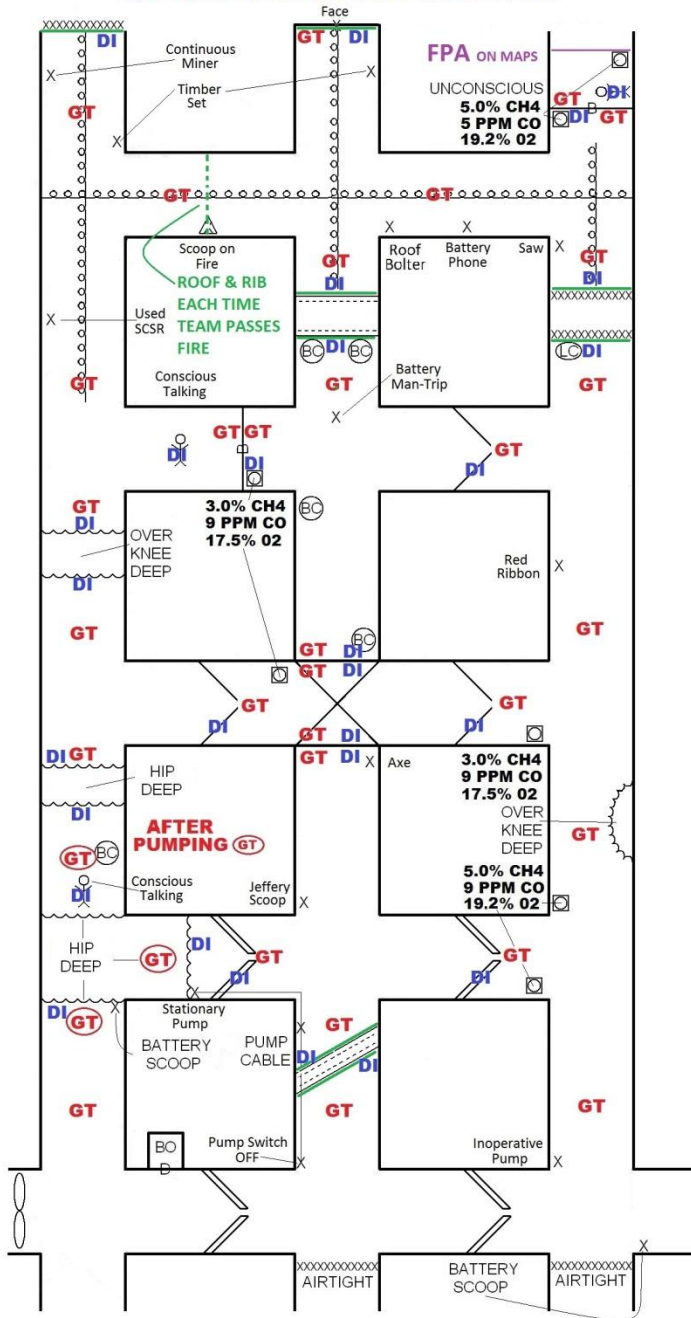 Face
DI
GT
DI
FPA ON MAPS
Continuous
Miner
X
X
Timber
Set
UNCONSCIOUS
5.0% CH4
5 PPM CO
19.2% 02
GT
DI
DI
GT
GT
X
GT
GT
Scoop on
Fire
X
Roof
Bolter
X
Battery
Phone
Saw
X
GT
GT
ROOF & RIB
EACH TIME
TEAM PASSES
FIRE
DI
DI
X
Used
SCSR
DI
BC
BC
LC
DI
Conscious
Talking
GT
GT
GT
Battery
Man-Trip
X
GT
GT
DI
D
DI
GT
DI
3.0% CH4
9 PPM CO
17.5% 02
BC
GT
DI
OVER
KNEE
DEEP
DI
Red
Ribbon
X
GT
BC
GT
GT
DI
GT
DI
GT
GT
DI
DI
GT
DI
DI
GT
GT
DI
X
Axe
HIP
DEEP
DI
3.0% CH4
9 PPM CO
17.5% 02
OVER
KNEE
DEEP
GT
AFTER
PUMPING
GT
GT
BC
5.0% CH4
9 PPM CO
19.2% 02
DI
Conscious
Talking
Jeffery
Scoop
X
HIP
DEEP
GT
DI
GT
GT
DI
DI
DI
GT
X
X
Stationary
Pump
X
GT
BATTERY
SCOOP
PUMP
CABLE
DI
DI
GT
GT
GT
BO
D
Pump Switch
OFF
X
Inoperative
Pump
X
AIRTIGHT
BATTERY
SCOOP
X
AIRTIGHT